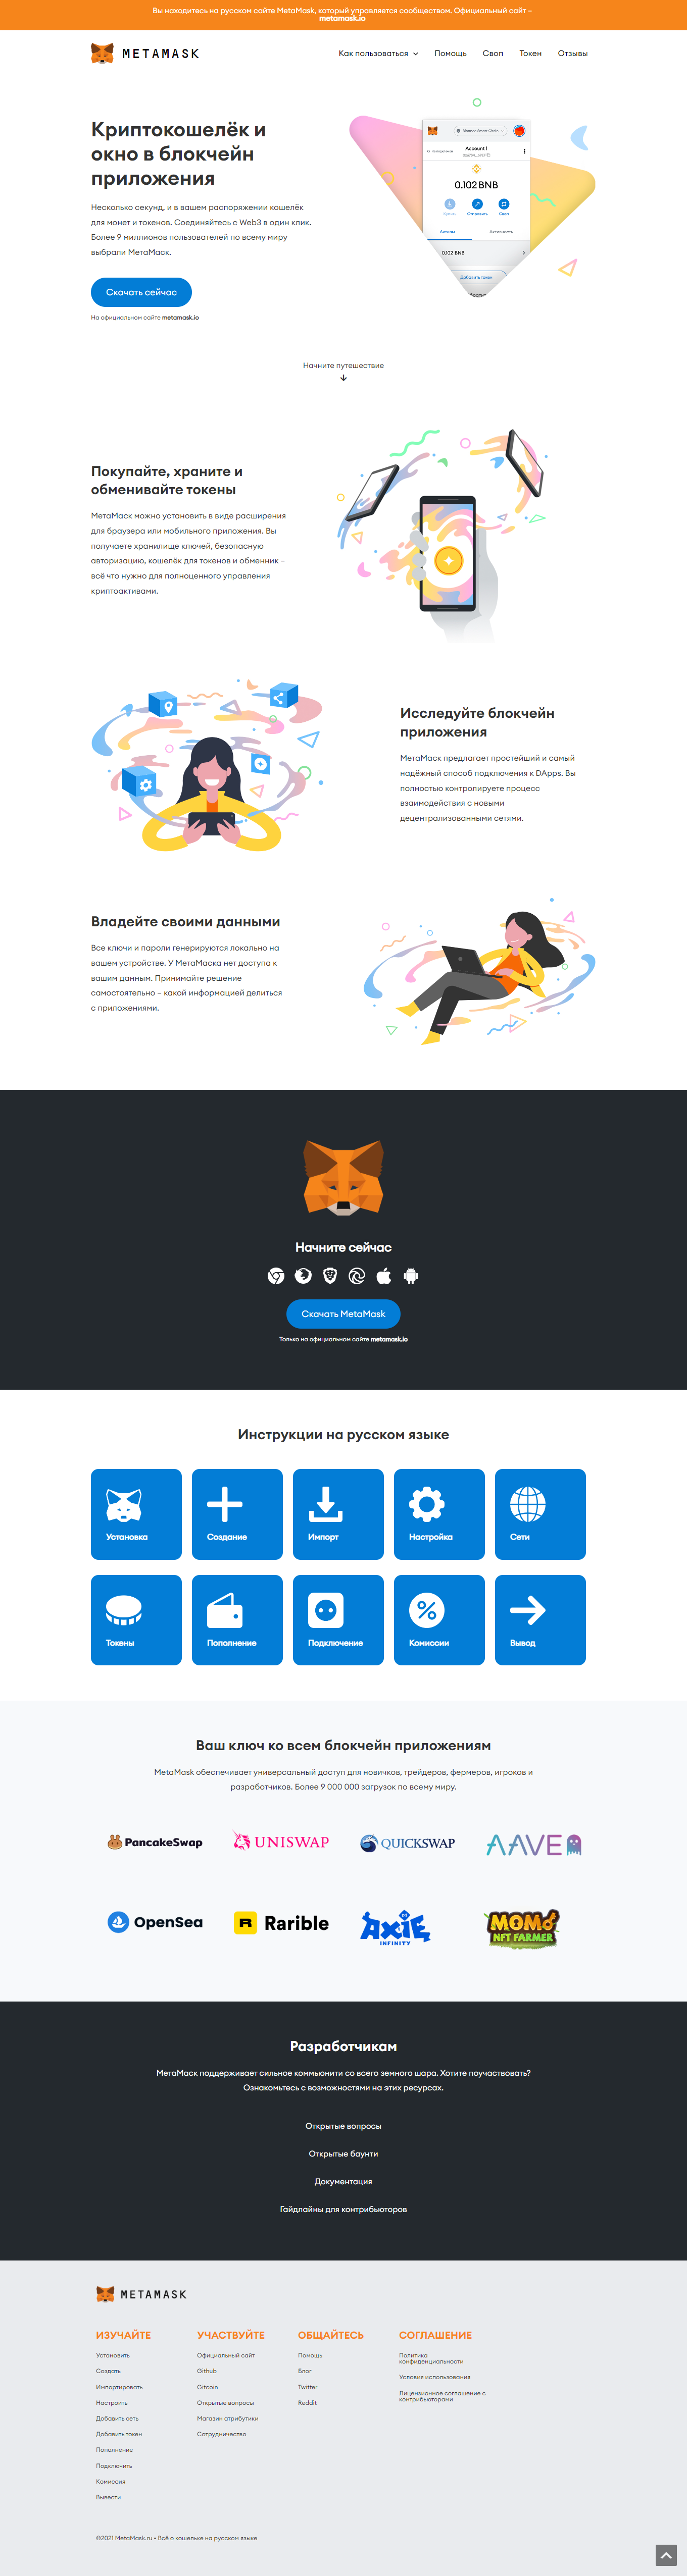 Вы находитесь на русском сайте MetaMask, который управляется сообществом. Официальный сайт –
metamask.io
METAMASK
Как пользоваться
Помощь
Своп
Токен
Отзывы
Криптокошелёк и
окно в блокчейн
приложения
Несколько секунд, и в вашем распоряжении кошелёк
для монет и токенов. Соединяйтесь с Web3 в один клик.
Более 9 миллионов пользователей по всему миру
выбрали МетаМаск.
Скачать сейчас
На официальном сайте metamask.io
Binance Smart Chain
Account 1
0.102 BNB
Купить
Отправить
Своп
Активы
Активность
0.102 BNB
Добавить токен
Начните путешествие
Покупайте, храните и
обменивайте токены
МетаМаск можно установить в виде расширения
для браузера или мобильного приложения. Вы
получаете хранилище ключей, безопасную
авторизацию, кошелёк для токенов и обменник –
всё что нужно для полноценного управления
криптоактивами.
Исследуйте блокчейн
приложения
МетаМаск предлагает простейший и самый
надёжный способ подключения к DApps. Вы
полностью контролируете процесс
взаимодействия с новыми
децентрализованными сетями.
Владейте своими данными
Все ключи и пароли генерируются локально на
вашем устройстве. У МетаМаска нет доступа к
вашим данным. Принимайте решение
самостоятельно – какой информацией делиться
с приложениями.
Начните сейчас
Скачать MetaMask
Только на официальном сайте metamask.io
Инструкции на русском языке
Установка
Создание
Импорт
Настройка
Сети
Токены
Пополнение
Подключение
Комиссии
Вывод
Ваш ключ ко всем блокчейн приложениям
MetaMask обеспечивает универсальный доступ для новичков, трейдеров, фермеров, игроков и
разработчиков. Более 9 000 000 загрузок по всему миру.
PancakeSwap
UNISWAP
QUICKSWAP
AAVE
OpenSea
Rarible
AXIE
INFINITY
MOMO
NFT FARMER
Разработчикам
МетаМаск поддерживает сильное коммьюнити со всего земного шара. Хотите поучаствовать?
Ознакомьтесь с возможностями на этих ресурсах.
Открытые вопросы
Открытые баунти
Документация
Гайдлайны для контрибьюторов
METAMASK
ИЗУЧАЙТЕ
Установить
Создать
Импортировать
Настроить
Добавить сеть
Добавить токен
Пополнение
Подключить
Комиссия
Вывести
УЧАСТВУЙТЕ
Официальный сайт
Github
Gitcoin
Открытые вопросы
Магазин атрибутики
Сотрудничество
ОБЩАЙТЕСЬ
Помощь
Блог
Twitter
Reddit
СОГЛАШЕНИЕ
Политика
конфиденциальности
Условия использования
Лицензионное соглашение с
контрибьюторами
©2021 MetaMask.ru • Всё о кошельке на русском языке